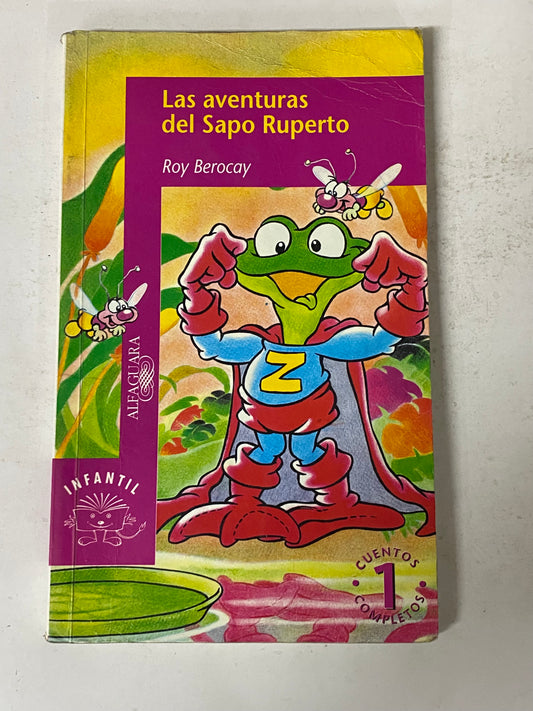 Las aventuras
del Sapo Ruperto
Roy Berocay
Z
ALFAGUARA
INFANTIL
CUENTOS
1
COMPLETOS